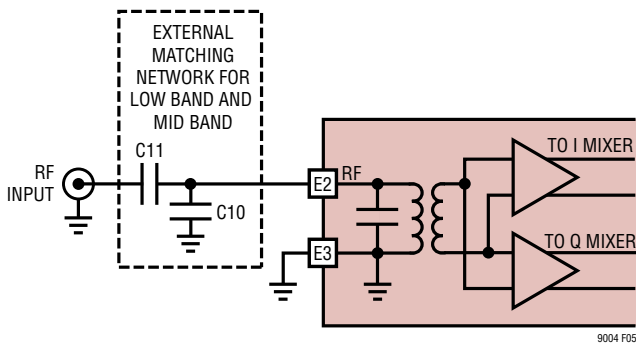 EXTERNAL
MATCHING
NETWORK FOR
LOW BAND AND
MID BAND
C11
RF
INPUT
C10
E2
RF
E3
TO I MIXER
TO Q MIXER
9004 F05